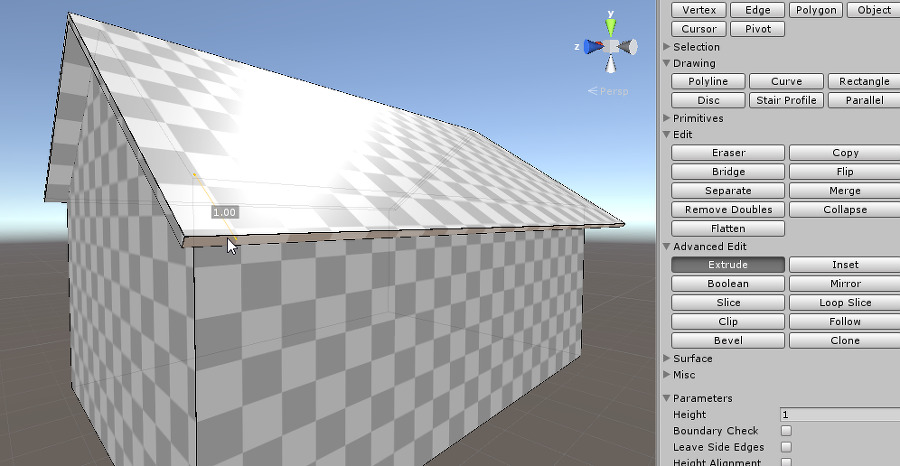 y
z
Persp
1.00
Vertex Edge Polygon Object
Cursor Pivot
Selection
Drawing
Polyline Curve Rectangle
Disc Stair Profile Parallel
Primitives
Edit
Eraser Copy
Bridge Flip
Separate Merge
Remove Doubles Collapse
Flatten
Advanced Edit
Extrude Inset
Boolean Mirror
Slice Loop Slice
Clip Follow
Bevel Clone
Surface
Misc
Parameters
Height 1
Boundary Check
Leave Side Edges
Height Alignment